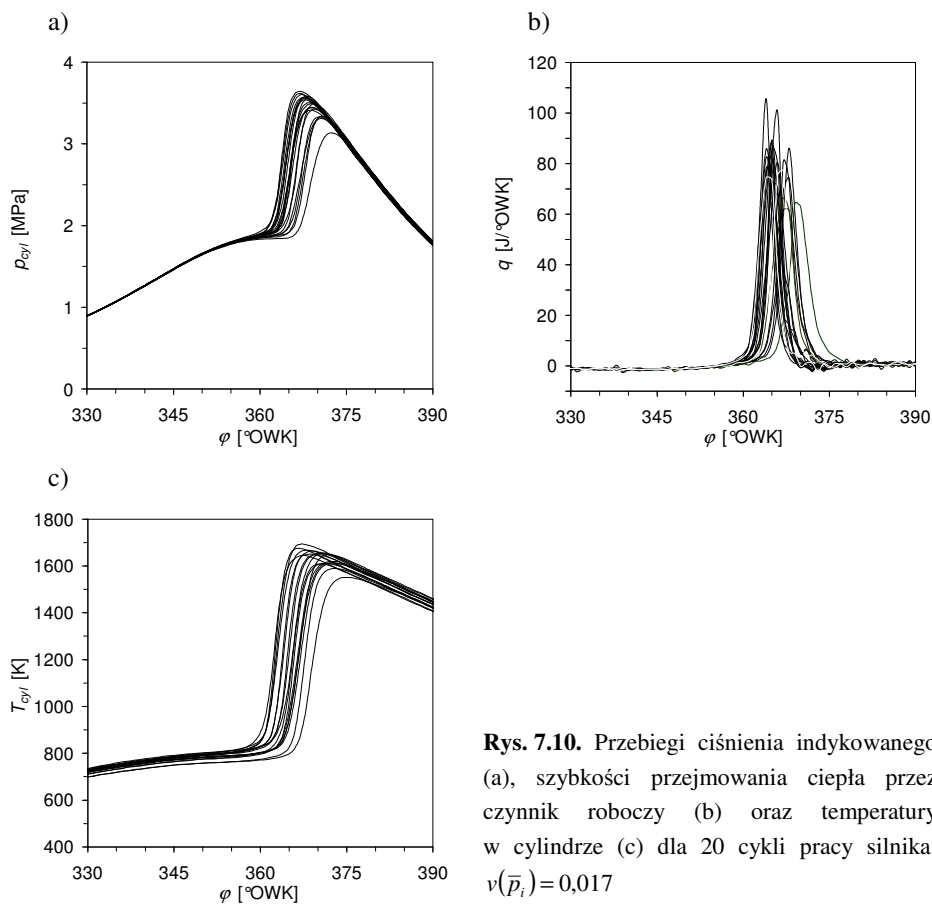 a)
4
3
2
1
0
p_cyl [MPa]
330 345 360 375 390
φ [°OWK]
b)
120
100
80
60
40
20
0
q [J/°OWK]
330 345 360 375 390
φ [°OWK]
c)
1800
1600
1400
1200
1000
800
600
400
T_cyl [K]
330 345 360 375 390
φ [°OWK]
Rys. 7.10. Przebiegi ciśnienia indykowanego
(a), szybkości przejmowania ciepła przez
czynnik roboczy (b) oraz temperatury
w cylindrze (c) dla 20 cykli pracy silnika.
v(p̅_i) = 0,017